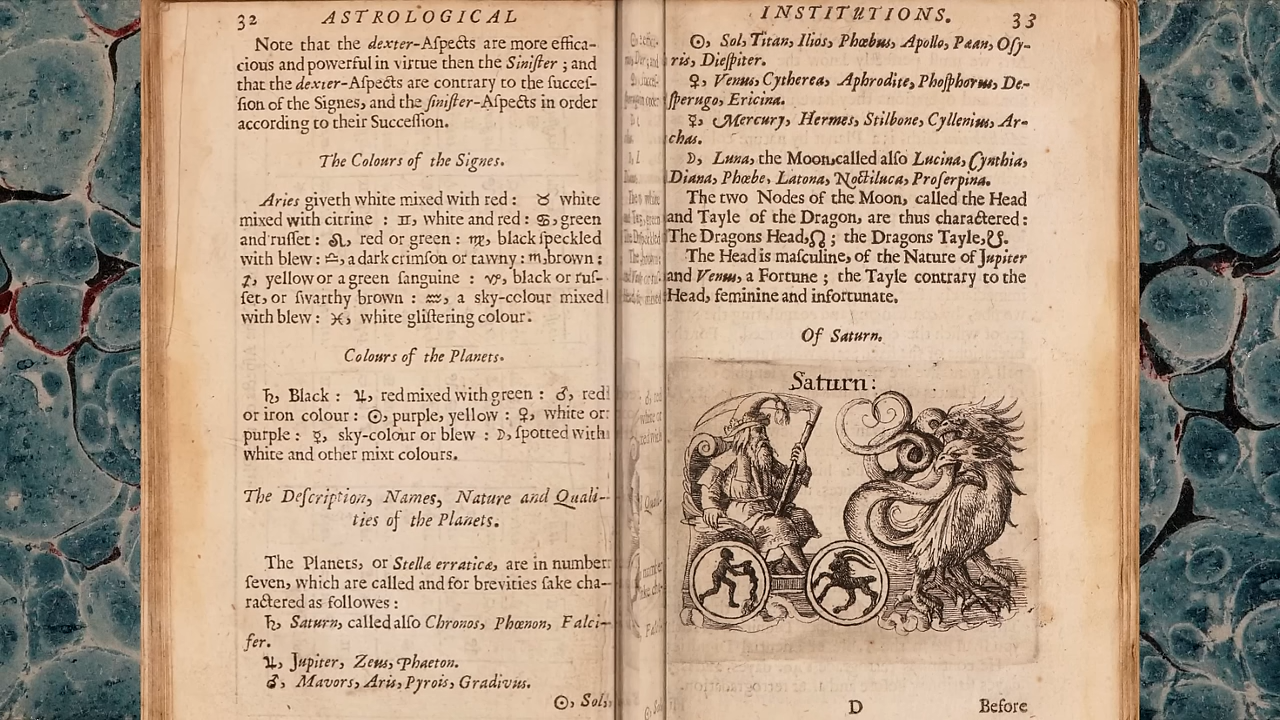 32 ASTROLOGICAL
Note that the dexter-Aſpects are more effica-
cious and powerful in virtue then the Siniſter ; and
that the dexter-Aſpects are contrary to the ſucceſ-
ſion of the Signes, and the ſiniſter-Aſpects in order
according to their Succeſſion.
The Colours of the Signes.
Aries giveth white mixed with red : ♉ white
mixed with citrine : ♊, white and red : ♋, green
and ruſſet : ♌, red or green : ♍, black ſpeckled
with blew : ♎, a dark crimſon or tawny : ♏, brown :
♐, yellow or a green ſanguine : ♑, black or ruſ-
ſet, or ſwarthy brown : ♒, a sky-colour mixed
with blew : ♓, white gliſtering colour.
Colours of the Planets.
♄ Black : ♃, red mixed with green : ♂, red
or iron colour : ☉, purple, yellow : ♀, white or
purple : ☿, sky-colour or blew : ☽, ſpotted with
white and other mixt colours.
The Deſcription, Names, Nature and Quali-
ties of the Planets.
The Planets, or Stellæ erraticæ, are in number
ſeven, which are called and for brevities ſake cha-
ractered as followes :
♄, Saturn, called alſo Chronos, Phœnon, Falci-
fer.
♃, Jupiter, Zeus, Phaeton.
♂, Mavors, Aris, Pyrois, Gradivus.
☉, Sol,
INSTITUTIONS. 33
☉, Sol, Titan, Ilios, Phœbus, Apollo, Pæan, Oſy-
ris, Dieſpiter.
♀, Venus, Cytherea, Aphrodite, Phoſphorus, De-
ſperugo, Ericina.
☿, Mercury, Hermes, Stilbone, Cyllenius, Ar-
chas.
☽, Luna, the Moon, called alſo Lucina, Cynthia,
Diana, Phœbe, Latona, Noctiluca, Proſerpina.
The two Nodes of the Moon, called the Head
and Tayle of the Dragon, are thus charactered :
The Dragons Head, ☊ ; the Dragons Tayle, ☋.
The Head is maſculine, of the Nature of Jupiter
and Venus, a Fortune ; the Tayle contrary to the
Head, feminine and infortunate.
Of Saturn.
Saturn :
D Before